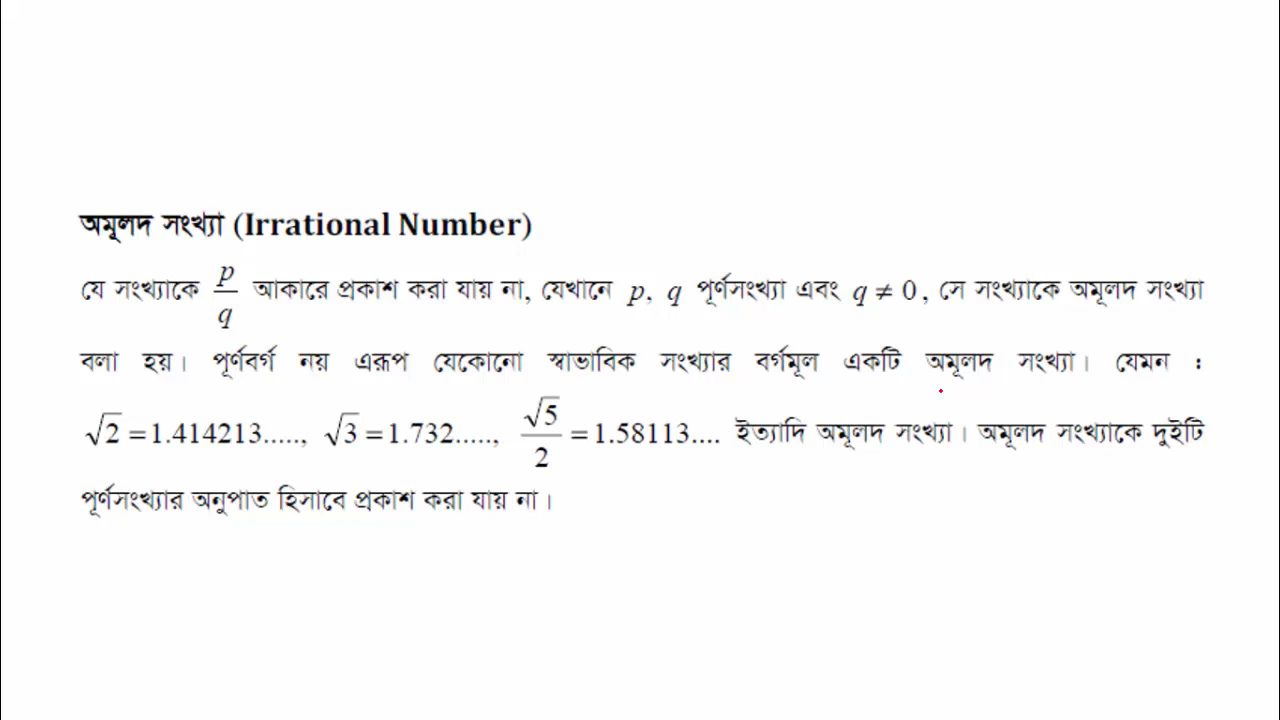 অমূলদ সংখ্যা (Irrational Number)
যে সংখ্যাকে p/q আকারে প্রকাশ করা যায় না, যেখানে p, q পূর্ণসংখ্যা এবং q ≠ 0, সে সংখ্যাকে অমূলদ সংখ্যা
বলা হয়। পূর্ণবর্গ নয় এরূপ যেকোনো স্বাভাবিক সংখ্যার বর্গমূল একটি অমূলদ সংখ্যা। যেমন :
√2 = 1.414213....., √3 = 1.732....., √5/2 = 1.58113.... ইত্যাদি অমূলদ সংখ্যা। অমূলদ সংখ্যাকে দুইটি
পূর্ণসংখ্যার অনুপাত হিসাবে প্রকাশ করা যায় না।